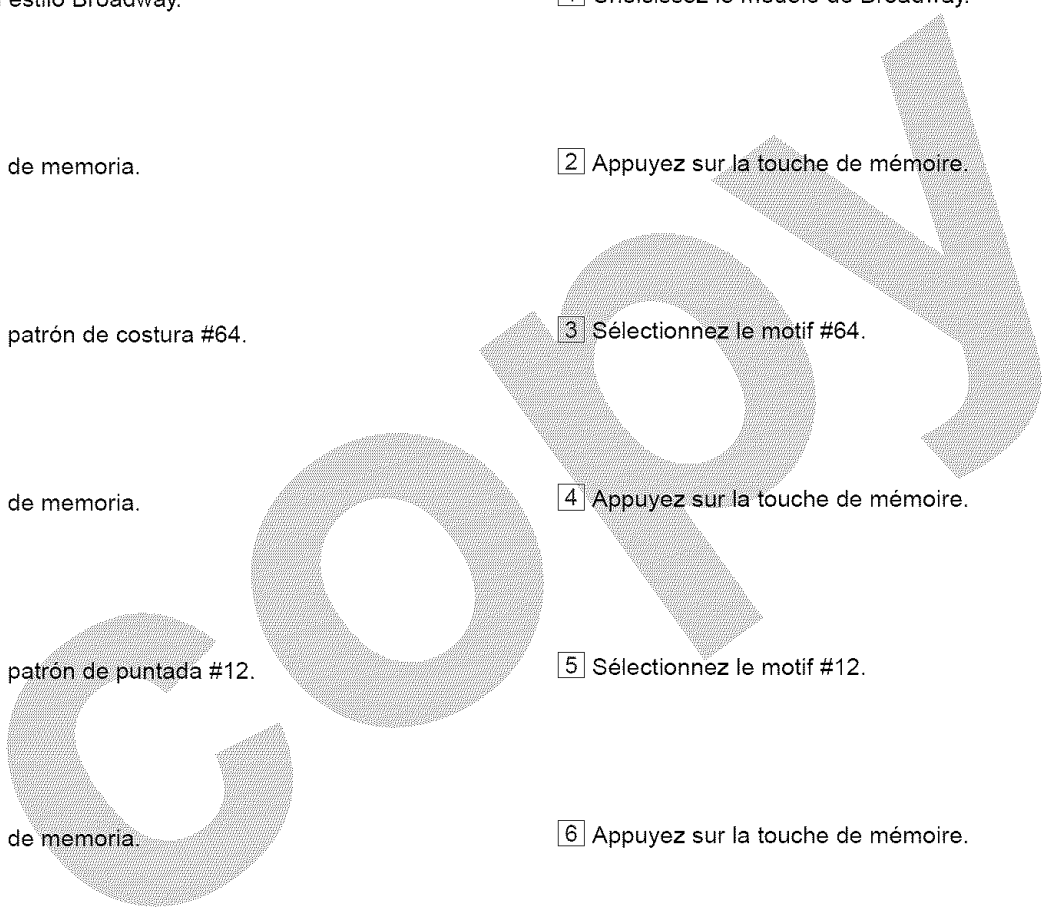 estilo Broadway.
de memoria.
patrón de costura #64.
de memoria.
patrón de puntada #12.
de memoria.
Choisissez le modèle de Broadway.
2 Appuyez sur la touche de mémoire.
3 Sélectionnez le motif #64.
4 Appuyez sur la touche de mémoire.
5 Sélectionnez le motif #12.
6 Appuyez sur la touche de mémoire.
copy